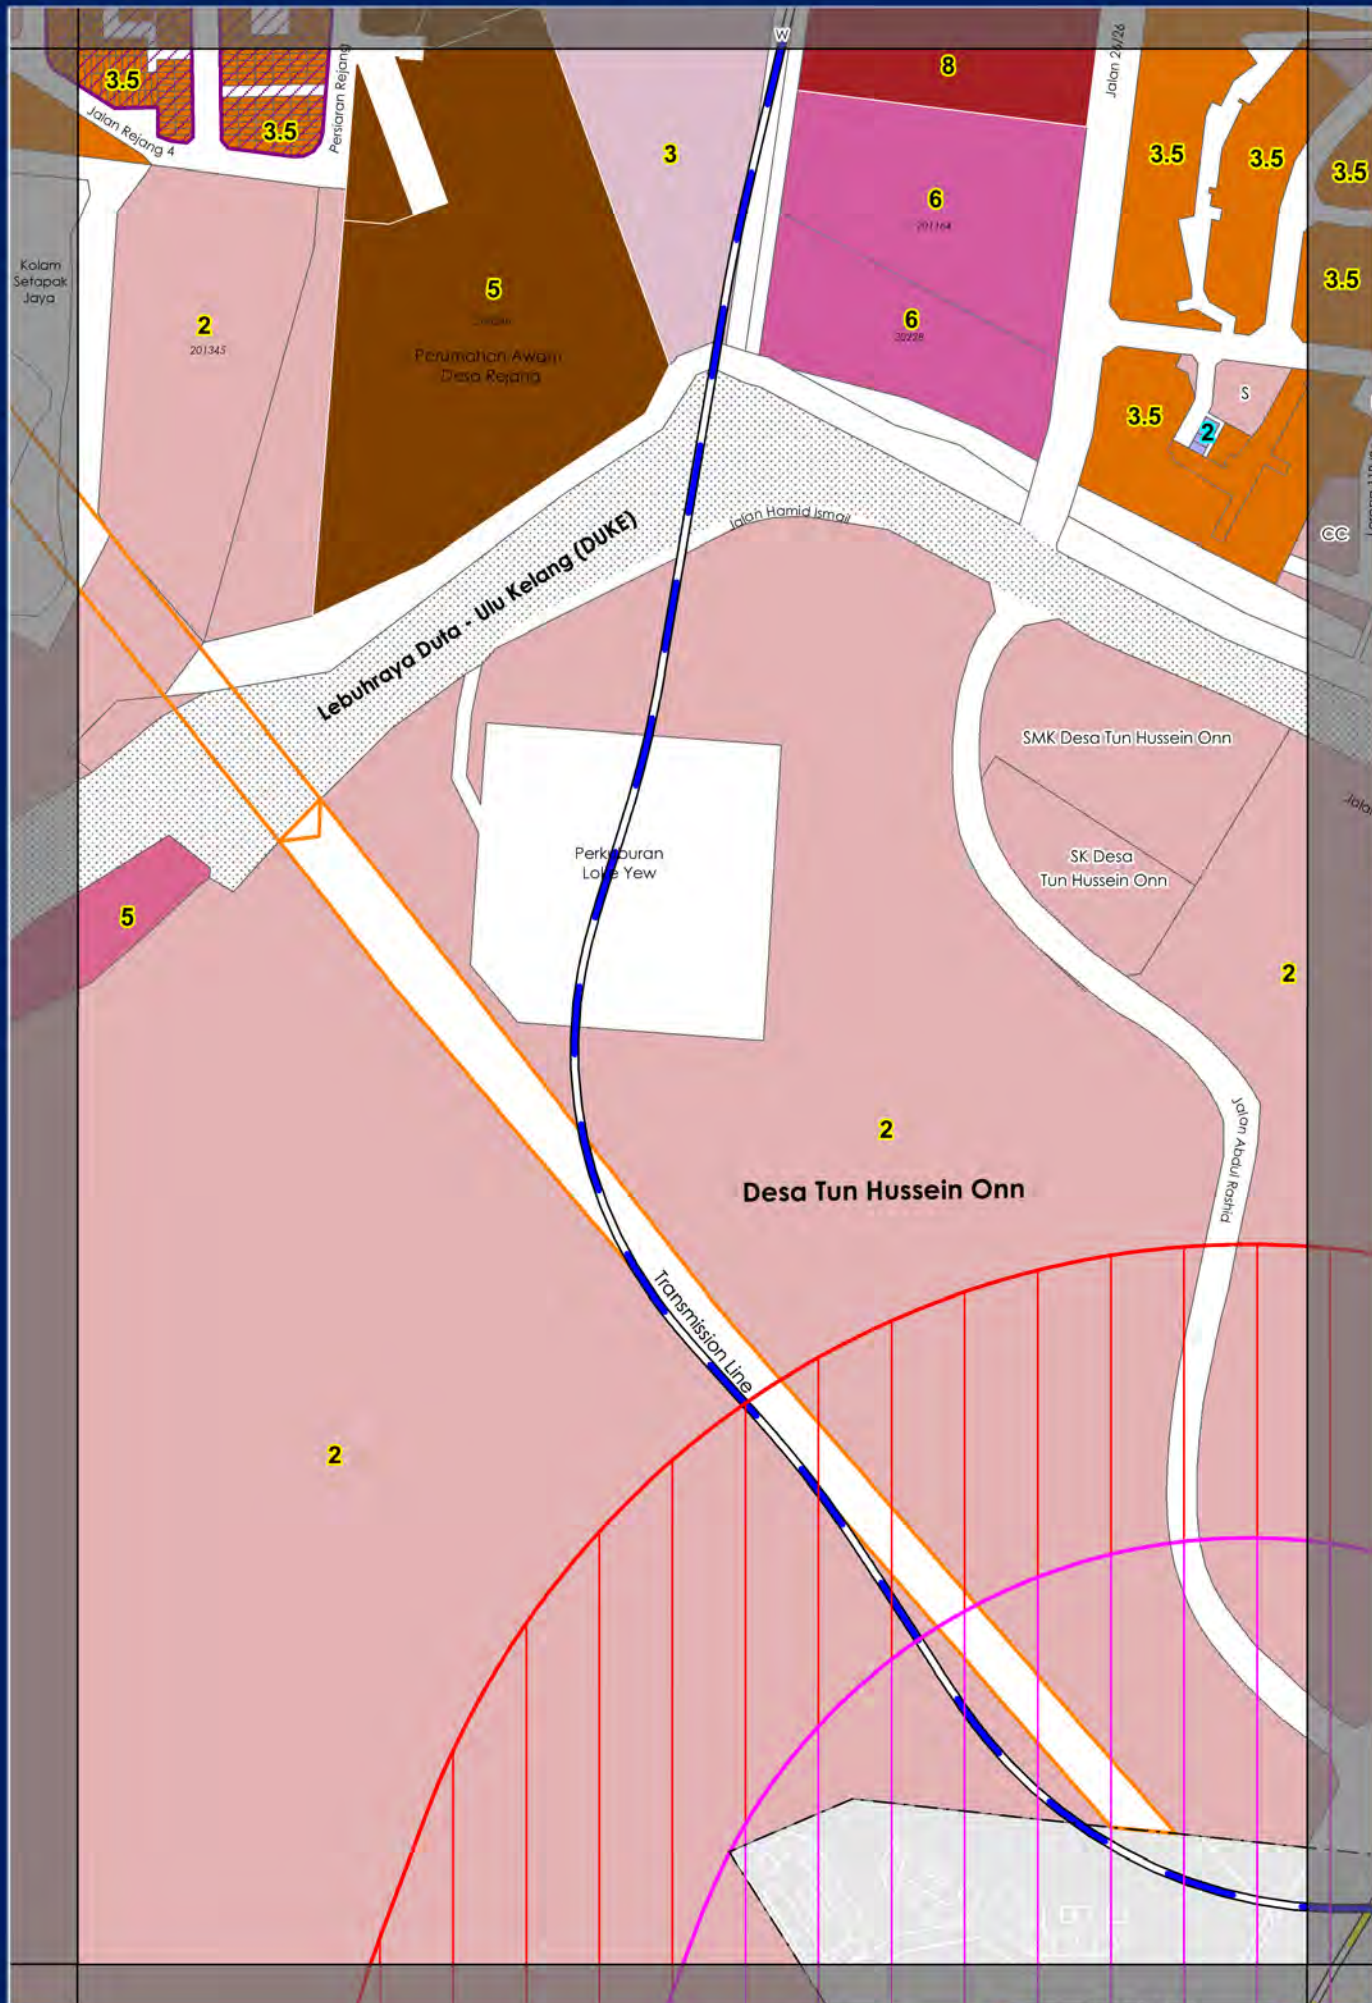 W
8
3.5
Jalan Rejang 4
3.5
Persiaran Rejang
3
Jalan 26/26
3.5
3.5
3.5
6
201164
Kolam
Setapak
Jaya
2
201345
5
Perumahan Awam
Desa Rejang
6
20228
3.5
S
3.5
2
CC
Jalan Hamid Ismail
Lebuhraya Duta - Ulu Kelang (DUKE)
SMK Desa Tun Hussein Onn
Perkuburan
Loke Yew
SK Desa
Tun Hussein Onn
5
2
2
Desa Tun Hussein Onn
Jalan Abdul Rashid
Transmission Line
2